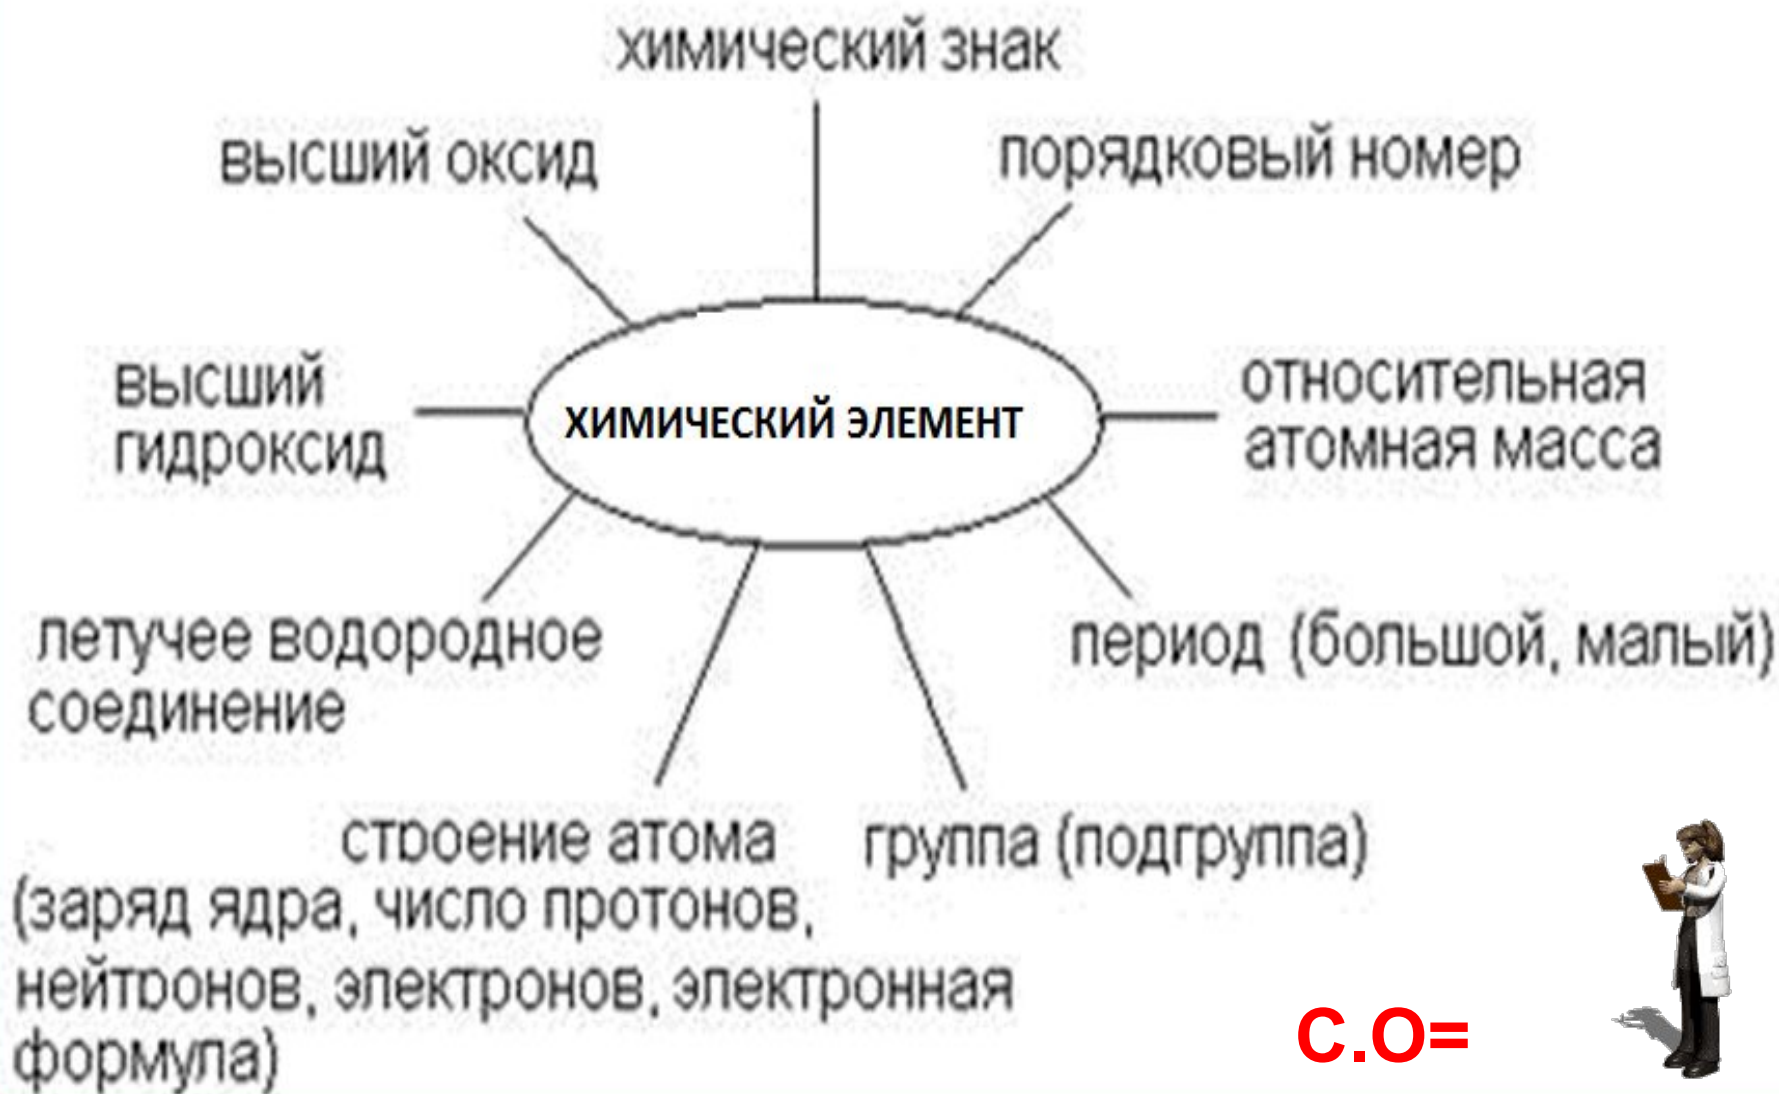 химический знак
высший оксид
порядковый номер
высший
гидроксид
ХИМИЧЕСКИЙ ЭЛЕМЕНТ
относительная
атомная масса
летучее водородное
соединение
период (большой, малый)
строение атома
(заряд ядра, число протонов,
нейтронов, электронов, электронная
формула)
группа (подгруппа)
С.О=